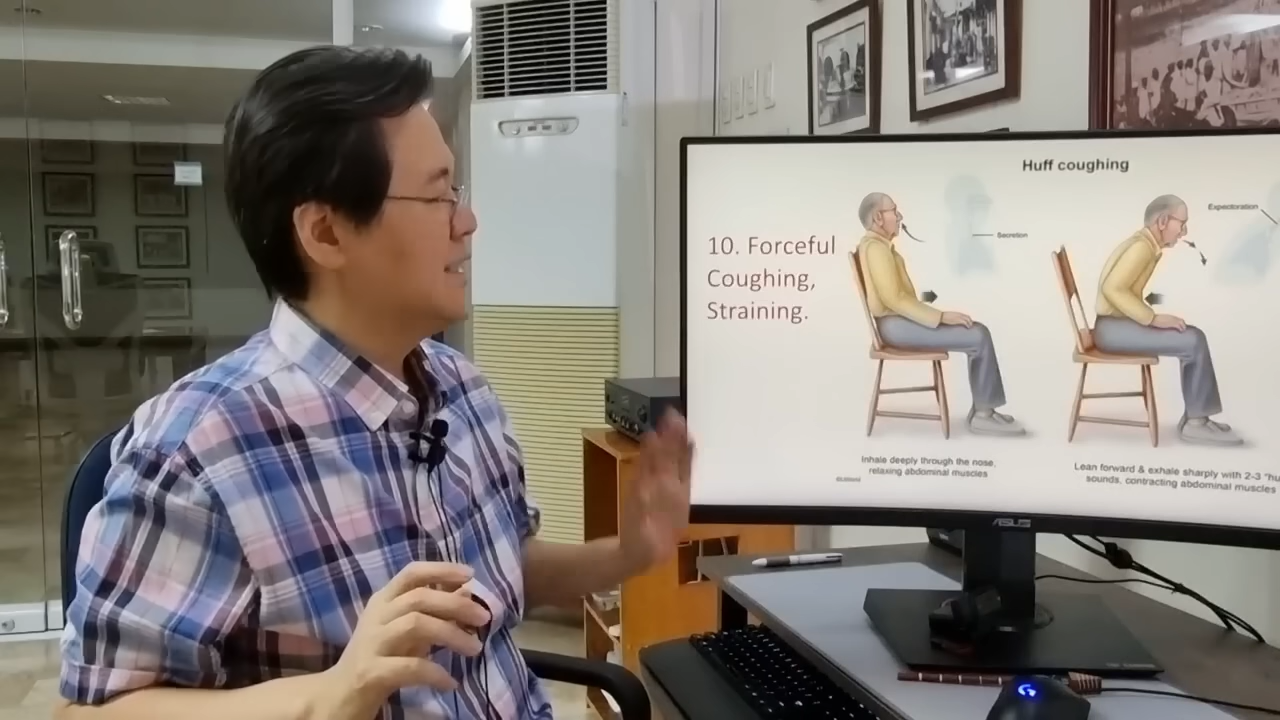 Huff coughing
10. Forceful
Coughing,
Straining.
Secretion
Expectoration
Inhale deeply through the nose,
relaxing abdominal muscles
Lean forward & exhale sharply with 2-3 "hu
sounds, contracting abdominal muscles
ASUS